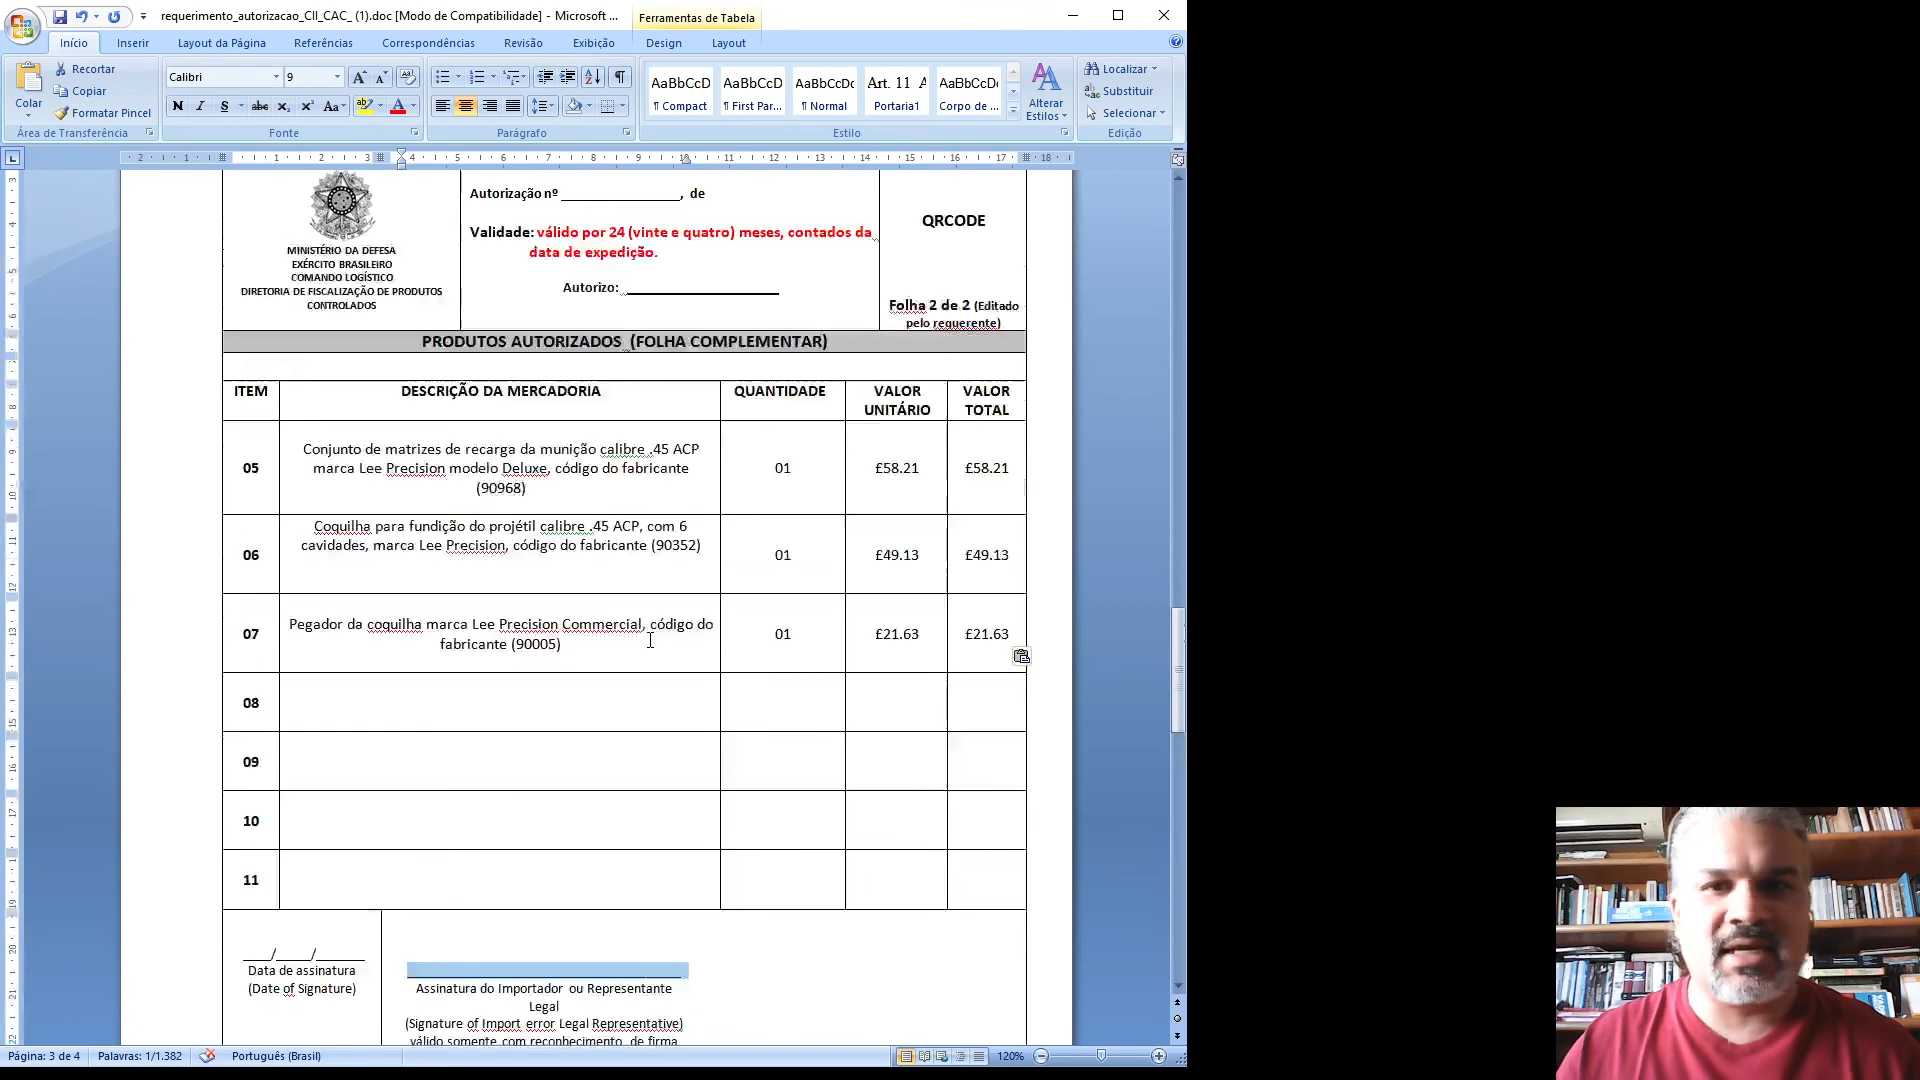 requerimento_autorizacao_CII_CAC_ (1).doc [Modo de Compatibilidade] - Microsoft ...
Ferramentas de Tabela
Início
Inserir
Layout da Página
Referências
Correspondências
Revisão
Exibição
Design
Layout
Colar
Recortar
Copiar
Formatar Pincel
Área de Transferência
Calibri
9
Fonte
Parágrafo
AaBbCcD
¶ Compact
AaBbCcD
¶ First Par...
AaBbCcDc
¶ Normal
Art. 11 A
Portaria1
AaBbCcDc
Corpo de ...
Alterar
Estilos
Estilo
Localizar
Substituir
Selecionar
Edição
MINISTÉRIO DA DEFESA
EXÉRCITO BRASILEIRO
COMANDO LOGÍSTICO
DIRETORIA DE FISCALIZAÇÃO DE PRODUTOS
CONTROLADOS
Autorização nº _________________, de
Validade: válido por 24 (vinte e quatro) meses, contados da
data de expedição.
Autorizo: ______________________
QRCODE
Folha 2 de 2 (Editado
pelo requerente)
PRODUTOS AUTORIZADOS (FOLHA COMPLEMENTAR)
ITEM
DESCRIÇÃO DA MERCADORIA
QUANTIDADE
VALOR
UNITÁRIO
VALOR
TOTAL
05
Conjunto de matrizes de recarga da munição calibre .45 ACP
marca Lee Precision modelo Deluxe, código do fabricante
(90968)
01
£58.21
£58.21
06
Coquilha para fundição do projétil calibre .45 ACP, com 6
cavidades, marca Lee Precision, código do fabricante (90352)
01
£49.13
£49.13
07
Pegador da coquilha marca Lee Precision Commercial, código do
fabricante (90005)
01
£21.63
£21.63
08
09
10
11
____/_____/_______
Data de assinatura
(Date of Signature)
Assinatura do Importador ou Representante
Legal
(Signature of Import error Legal Representative)
válido somente com reconhecimento de firma
Página: 3 de 4
Palavras: 1/1.382
Português (Brasil)
120%